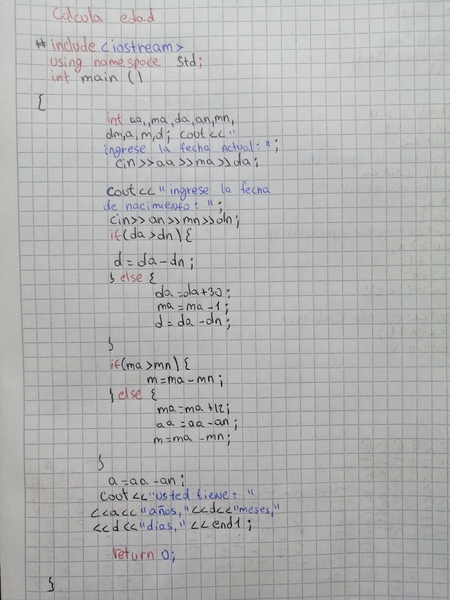 Calcula edad
# include <iostream>
using namespace Std;
int main ()
{
int aa,ma,da,an,mn,
dm,a,m,d; cout <<"
ingrese la fecha actual: ";
cin>>aa>>ma>>da;
cout<<"ingrese la fecha
de nacimiento: ";
cin>>an>>mn>>dn;
if(da>dn){
d=da-dn;
} else {
da=da+30;
ma=ma-1;
d=da-dn;
}
if(ma>mn){
m=ma-mn;
} else {
ma=ma+12;
aa=aa-an;
m=ma-mn;
}
a=aa-an;
cout<<"usted tiene: "
<<a<<"años,"<<d<<"meses,"
<<d<<"dias,"<<endl;
return 0;
}